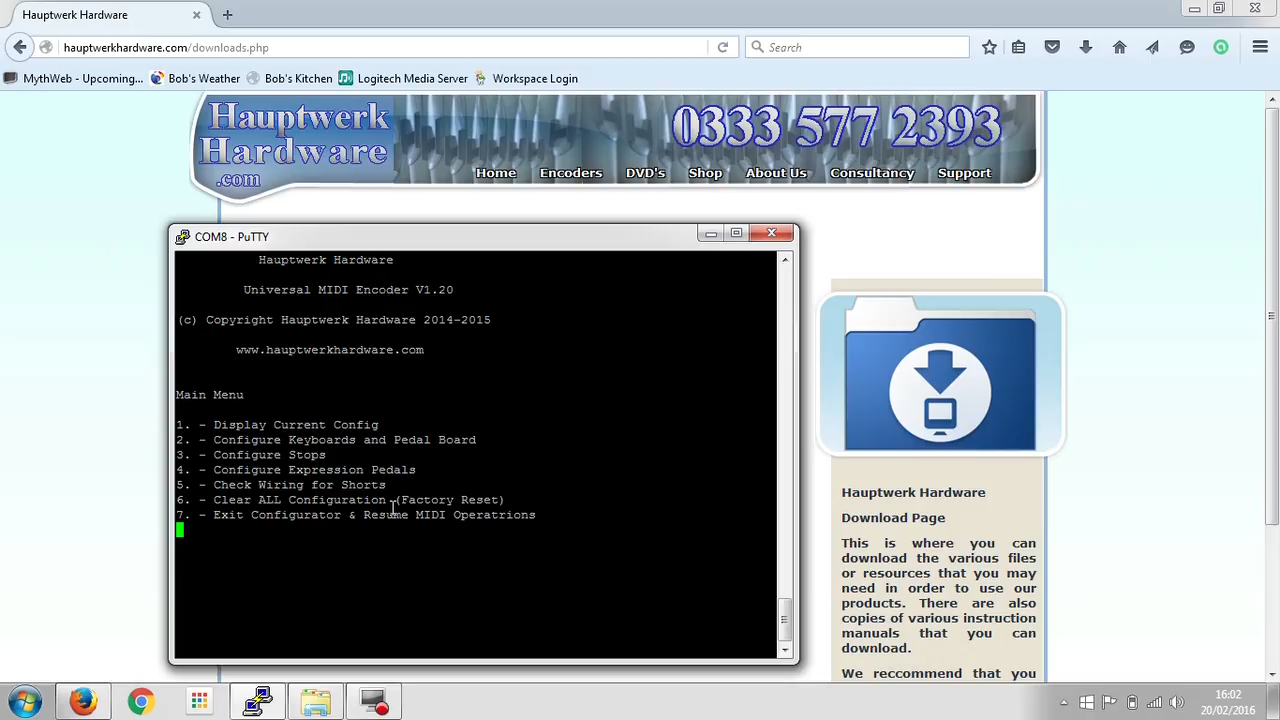 Hauptwerk Hardware
hauptwerkhardware.com/downloads.php
Search
MythWeb - Upcoming...
Bob's Weather
Bob's Kitchen
Logitech Media Server
Workspace Login
Hauptwerk
Hardware
.com
0333 577 2393
Home
Encoders
DVD's
Shop
About Us
Consultancy
Support
COM8 - PuTTY
Hauptwerk Hardware
Universal MIDI Encoder V1.20
(c) Copyright Hauptwerk Hardware 2014-2015
www.hauptwerkhardware.com
Main Menu
1. - Display Current Config
2. - Configure Keyboards and Pedal Board
3. - Configure Stops
4. - Configure Expression Pedals
5. - Check Wiring for Shorts
6. - Clear ALL Configuration (Factory Reset)
7. - Exit Configurator & Resume MIDI Operatrions
Hauptwerk Hardware
Download Page
This is where you can
download the various files
or resources that you may
need in order to use our
products. There are also
copies of various instruction
manuals that you can
download.
We reccommend that you
16:02
20/02/2016